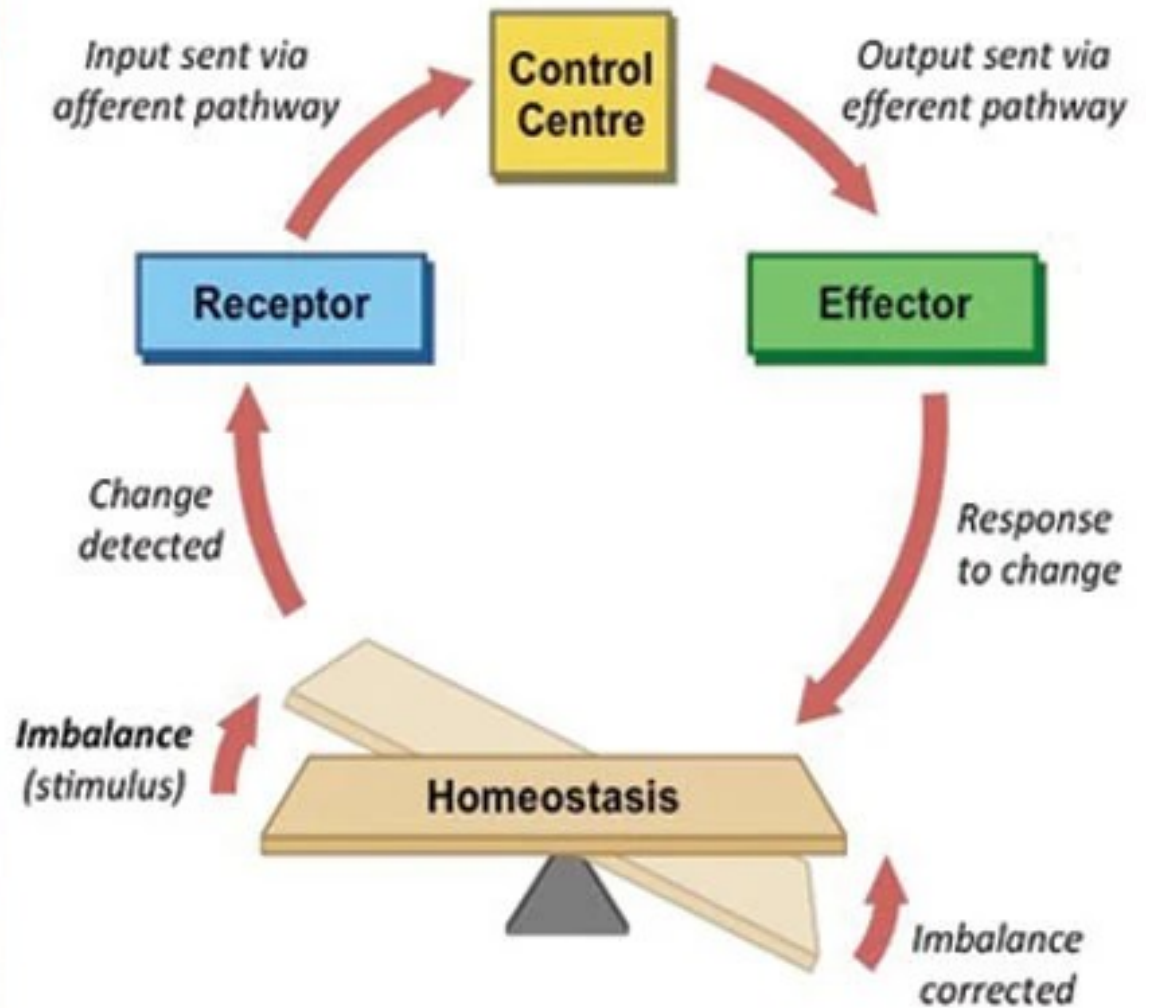 Input sent via
afferent pathway
Control
Centre
Output sent via
efferent pathway
Receptor
Effector
Change
detected
Response
to change
Imbalance
(stimulus)
Homeostasis
Imbalance
corrected